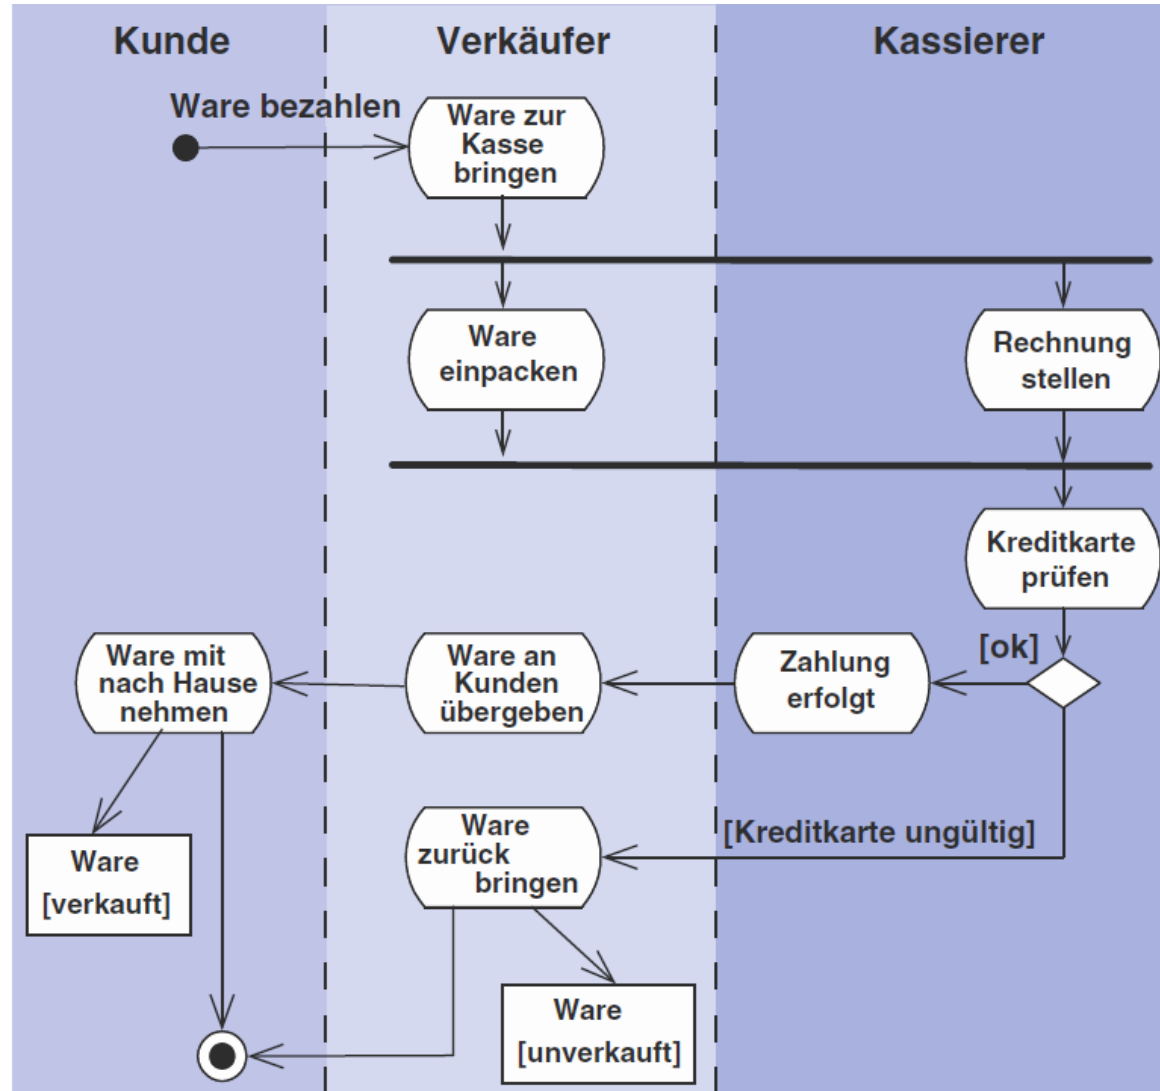 Kunde
Verkäufer
Kassierer
Ware bezahlen
Ware zur
Kasse
bringen
Ware
einpacken
Rechnung
stellen
Kreditkarte
prüfen
[ok]
Zahlung
erfolgt
Ware an
Kunden
übergeben
Ware mit
nach Hause
nehmen
Ware
[verkauft]
[Kreditkarte ungültig]
Ware
zurück
bringen
Ware
[unverkauft]